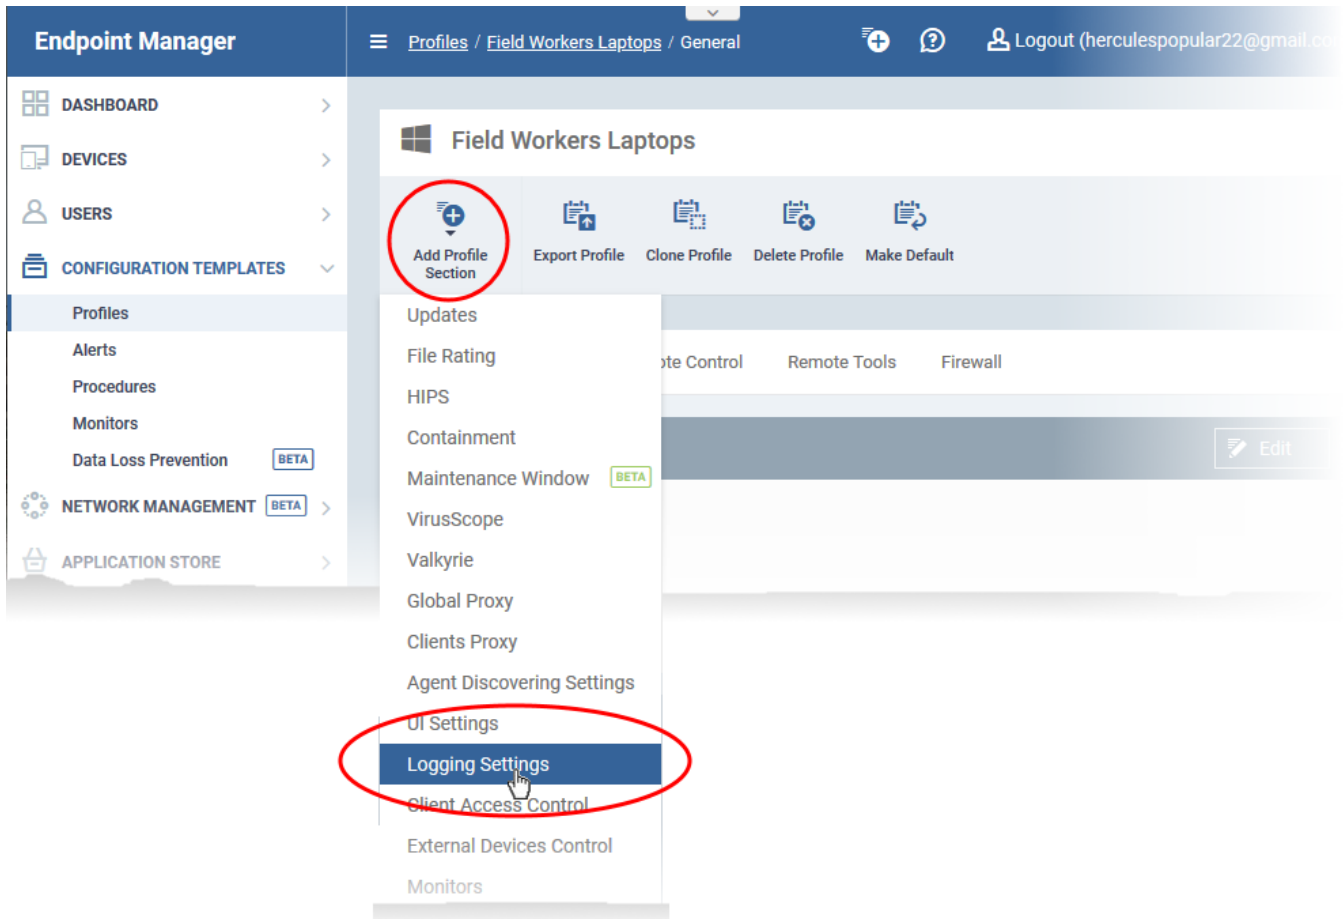 Endpoint Manager
Profiles / Field Workers Laptops / General
Logout (herculespopular22@gmail.co
DASHBOARD
DEVICES
USERS
CONFIGURATION TEMPLATES
Profiles
Alerts
Procedures
Monitors
Data Loss Prevention BETA
NETWORK MANAGEMENT BETA
APPLICATION STORE
Field Workers Laptops
Add Profile
Section
Export Profile
Clone Profile
Delete Profile
Make Default
Updates
File Rating
HIPS
Containment
Maintenance Window BETA
VirusScope
Valkyrie
Global Proxy
Clients Proxy
Agent Discovering Settings
UI Settings
Logging Settings
Client Access Control
External Devices Control
Monitors
ote Control
Remote Tools
Firewall
Edit